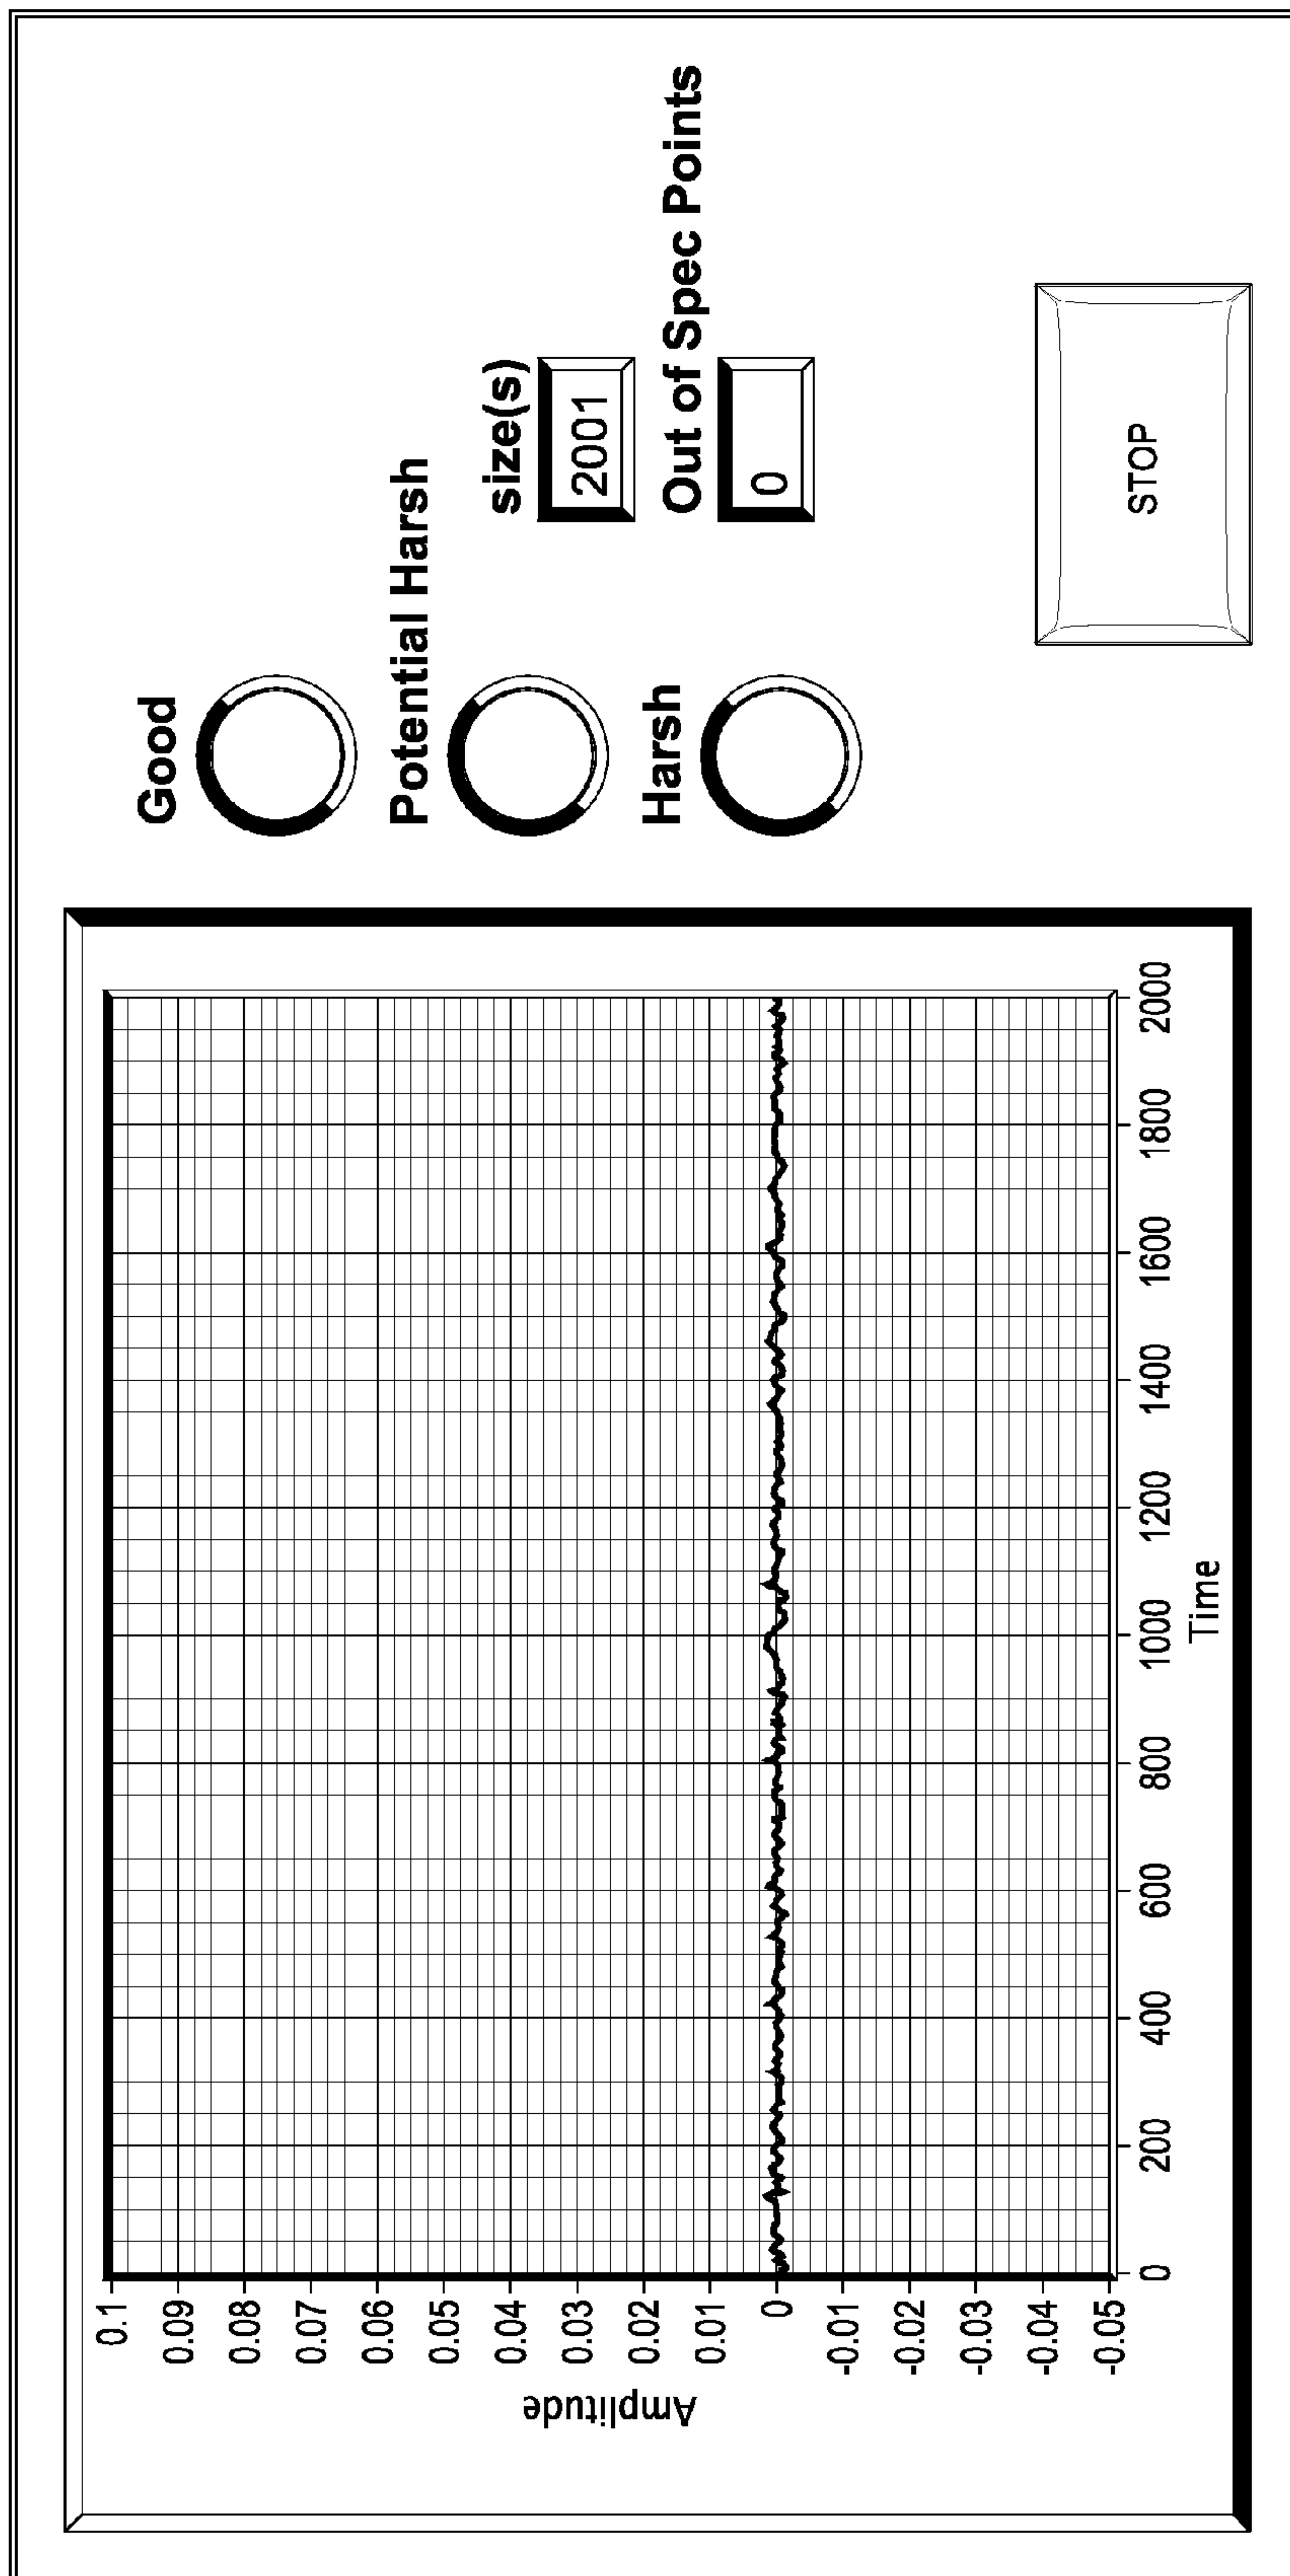 0.1
0.09
0.08
0.07
0.06
0.05
0.04
0.03
0.02
0.01
0
-0.01
-0.02
-0.03
-0.04
-0.05
Amplitude
0 200 400 600 800 1000 1200 1400 1600 1800 2000
Time
Good
Potential Harsh
Harsh
size(s)
2001
Out of Spec Points
0
STOP